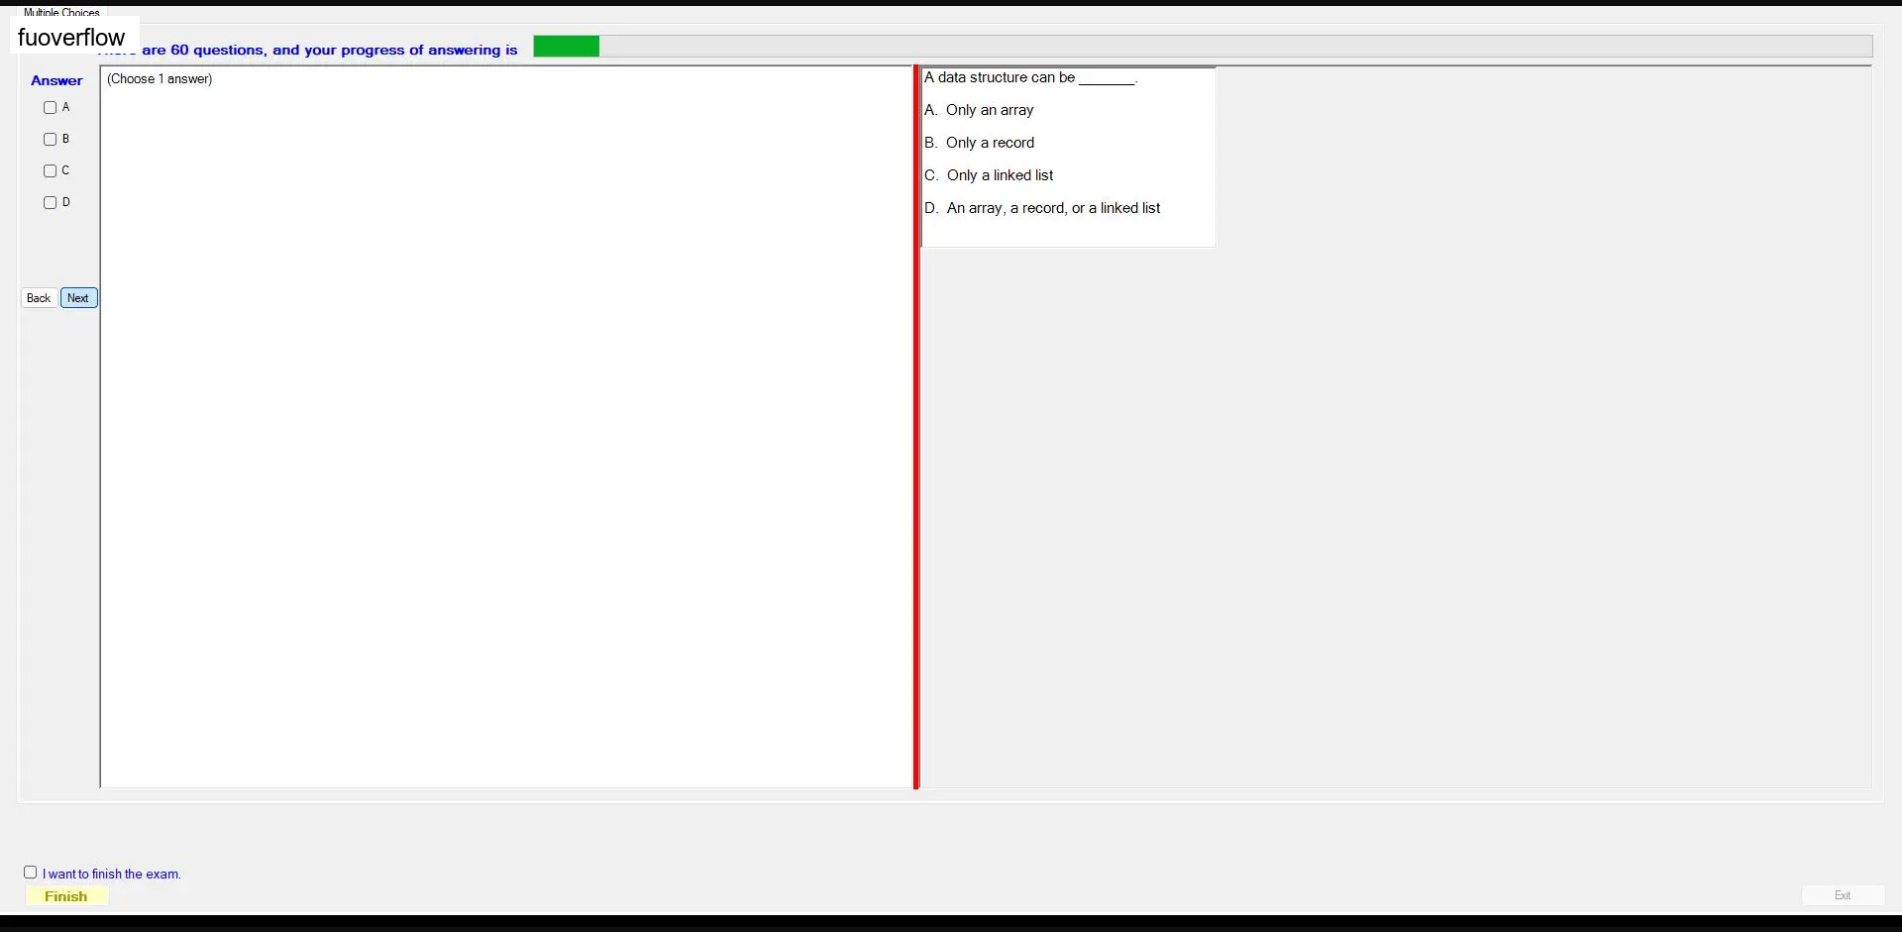 Multiple Choices
fuoverflow
are 60 questions, and your progress of answering is
Answer
(Choose 1 answer)
A
B
C
D
Back Next
A data structure can be _______.
A. Only an array
B. Only a record
C. Only a linked list
D. An array, a record, or a linked list
I want to finish the exam.
Finish
Exit